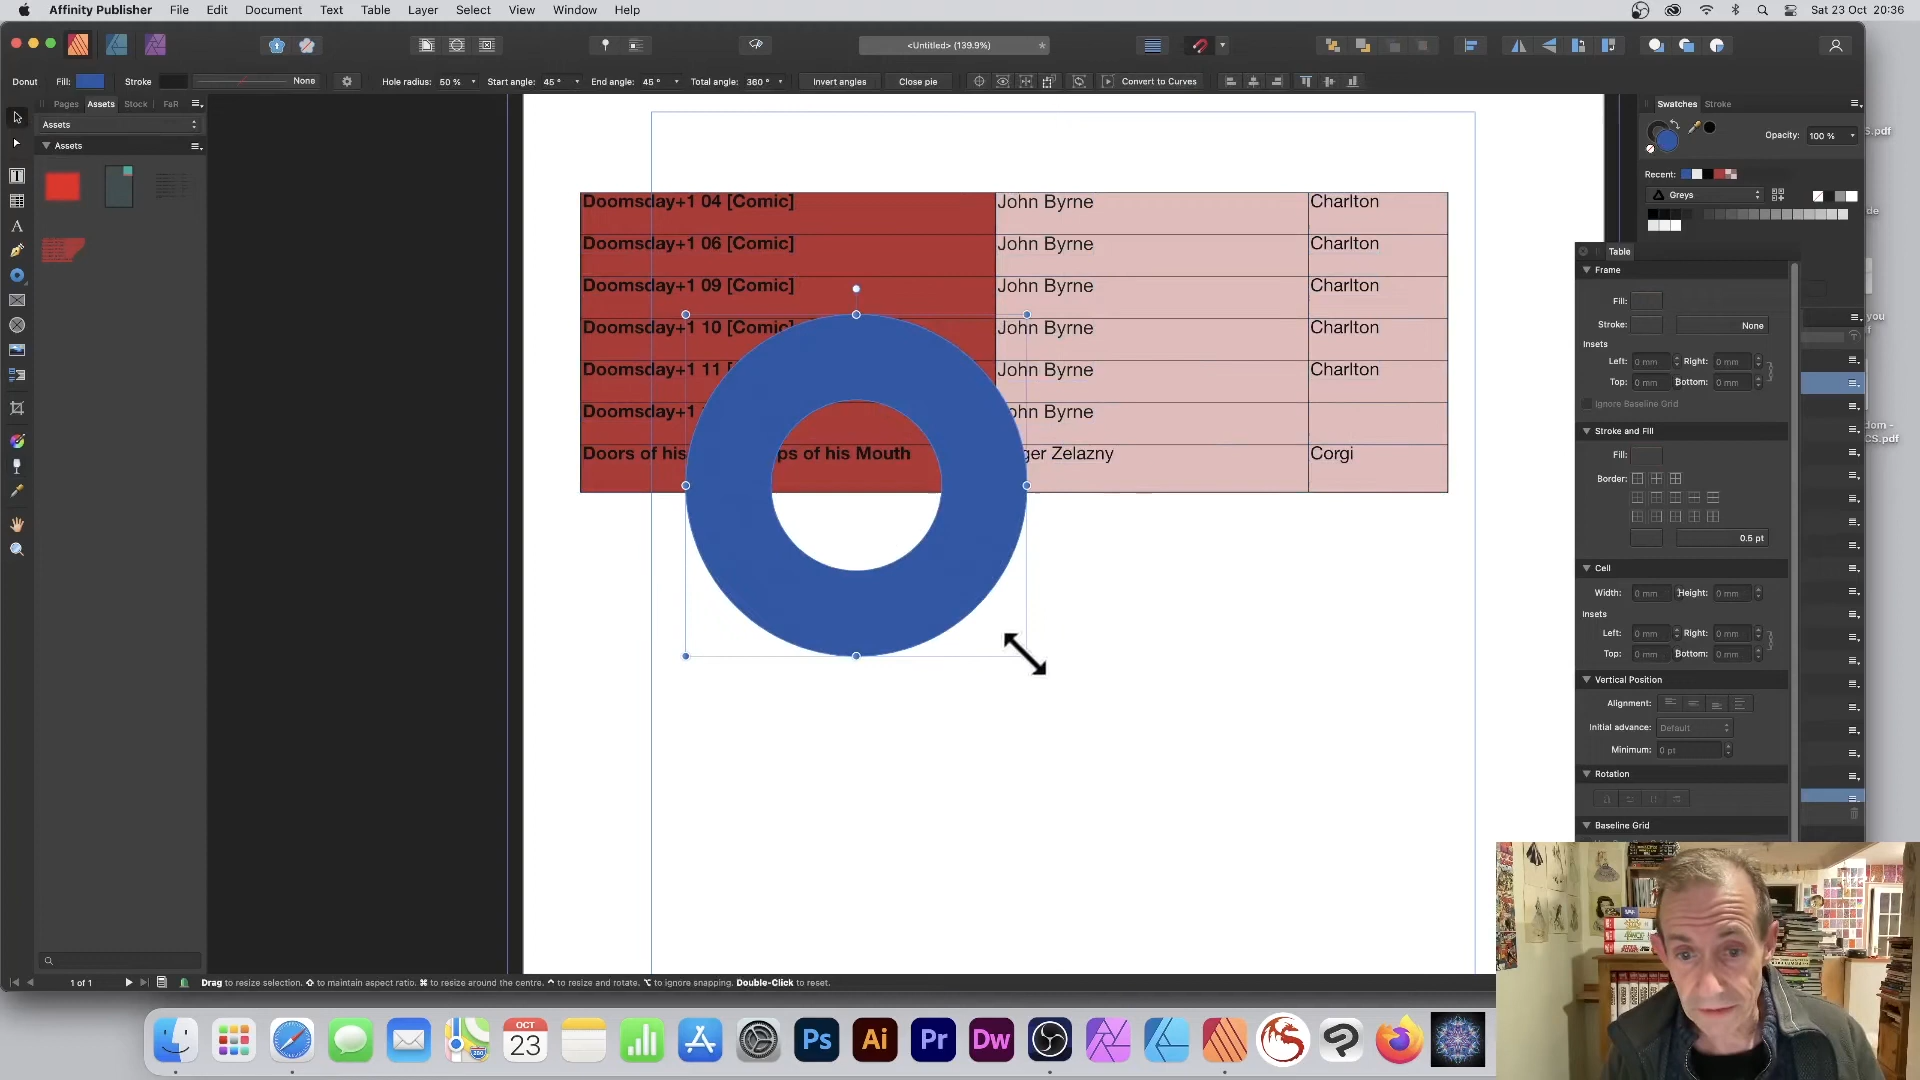 Affinity Publisher File Edit Document Text Table Layer Select View Window Help Sat 23 Oct 20:36
<Untitled> (139.9%)
Donut Fill: Stroke None Hole radius: 50 % Start angle: 45 ° End angle: 45 ° Total angle: 360 ° Invert angles Close pie Convert to Curves
Pages Assets Stock F&R
Assets
Assets
Swatches Stroke
Opacity: 100 %
Recent:
Greys
Doomsday+1 04 [Comic] John Byrne Charlton
Doomsday+1 06 [Comic] John Byrne Charlton
Doomsday+1 09 [Comic] John Byrne Charlton
Doomsday+1 10 [Comic] John Byrne Charlton
Doomsday+1 11 John Byrne Charlton
Doomsday+1 ohn Byrne
Doors of his ps of his Mouth ger Zelazny Corgi
S.pdf
de
you
f
dom -
CS.pdf
Table
Frame
Fill:
Stroke: None
Insets
Left: 0 mm Right: 0 mm
Top: 0 mm Bottom: 0 mm
Ignore Baseline Grid
Stroke and Fill
Fill:
Border:
0.5 pt
Cell
Width: 0 mm Height: 0 mm
Insets
Left: 0 mm Right: 0 mm
Top: 0 mm Bottom: 0 mm
Vertical Position
Alignment:
Initial advance: Default
Minimum: 0 pt
Rotation
Baseline Grid
1 of 1 Drag to resize selection. ⇧ to maintain aspect ratio. ⌘ to resize around the centre. ^ to resize and rotate. ⌥ to ignore snapping. Double-Click to reset.
OCT
23
280
Ps Ai Pr Dw